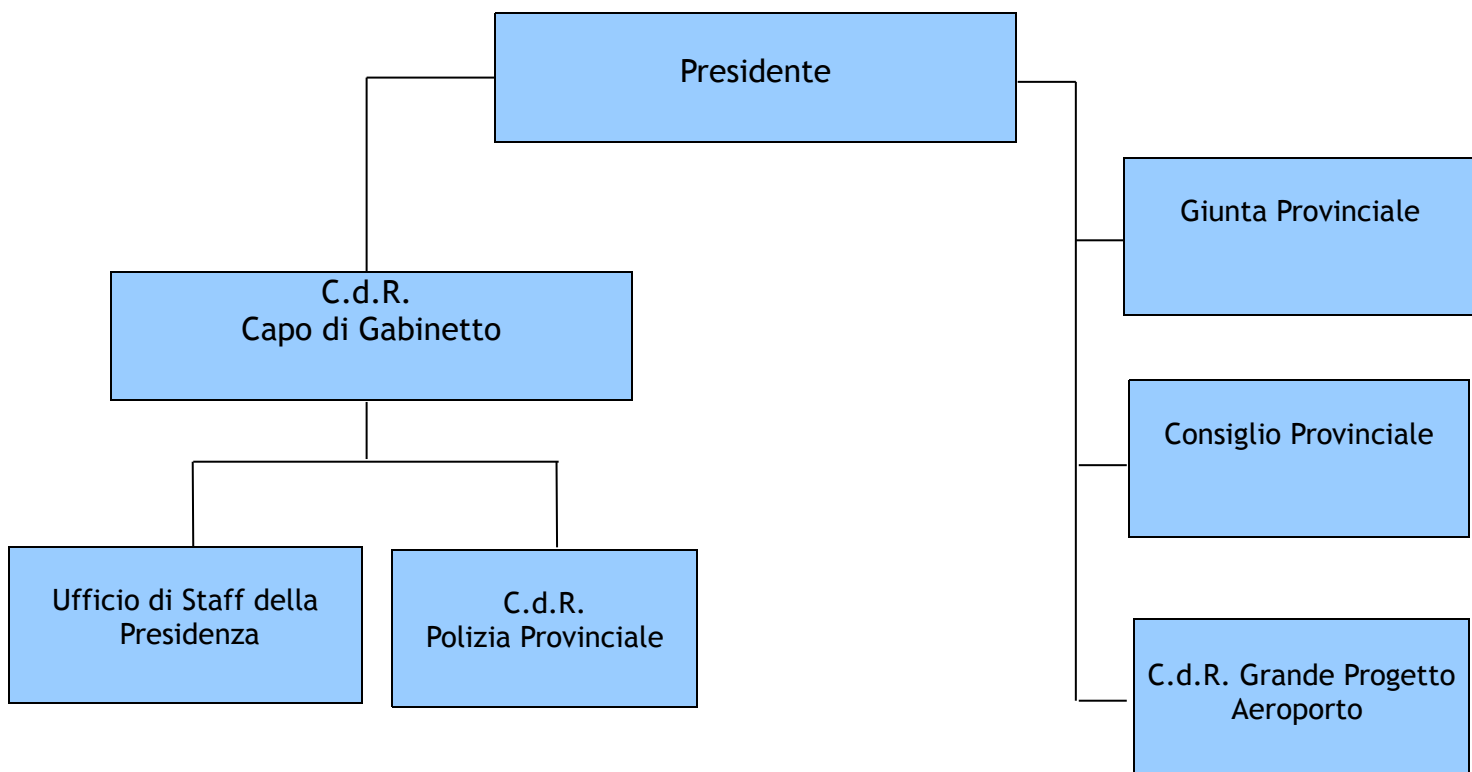 Presidente
Giunta Provinciale
C.d.R.
Capo di Gabinetto
Consiglio Provinciale
Ufficio di Staff della
Presidenza
C.d.R.
Polizia Provinciale
C.d.R. Grande Progetto
Aeroporto